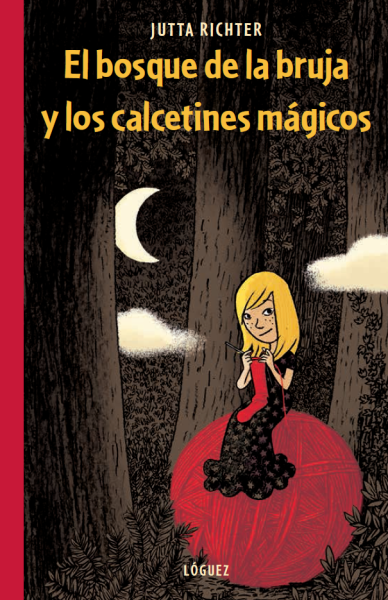 JUTTA RICHTER
El bosque de la bruja
y los calcetines mágicos
LÓGUEZ